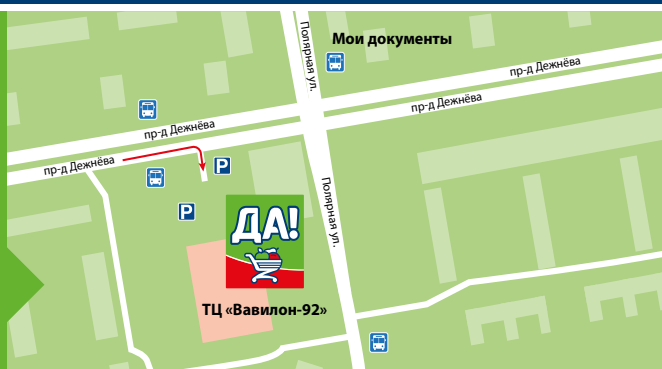 Полярная ул.
Мои документы
пр-д Дежнёва
пр-д Дежнёва
пр-д Дежнёва
пр-д Дежнёва
P
P
Полярная ул.
ДА!
ТЦ «Вавилон-92»